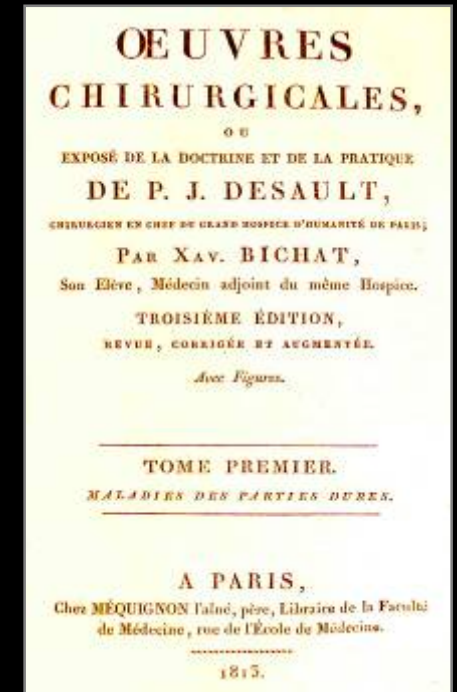 ŒUVRES
CHIRURGICALES,
OU
EXPOSÉ DE LA DOCTRINE ET DE LA PRATIQUE
DE P. J. DESAULT,
CHIRURGIEN EN CHEF DU GRAND HOSPICE D'HUMANITÉ DE PARIS;
PAR XAV. BICHAT,
Son Elève, Médecin adjoint du même Hospice.
TROISIÈME ÉDITION,
REVUE, CORRIGÉE ET AUGMENTÉE.
Avec Figures.
TOME PREMIER.
MALADIES DES PARTIES DURES.
A PARIS,
Chez MÉQUIGNON l'aîné, père, Libraire de la Faculté
de Médecine, rue de l'École de Médecine.
1813.